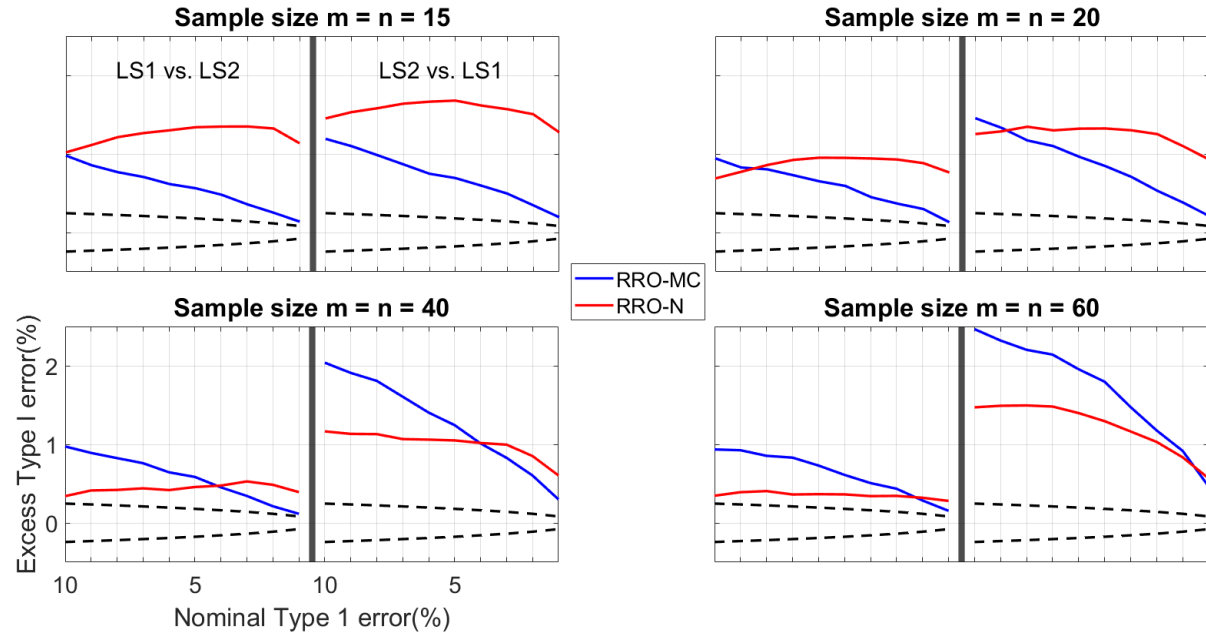 Sample size m = n = 15
Sample size m = n = 20
LS1 vs. LS2
LS2 vs. LS1
RRO-MC
RRO-N
Sample size m = n = 40
Sample size m = n = 60
Excess Type I error(%)
2
1
0
10
5
10
5
Nominal Type 1 error(%)